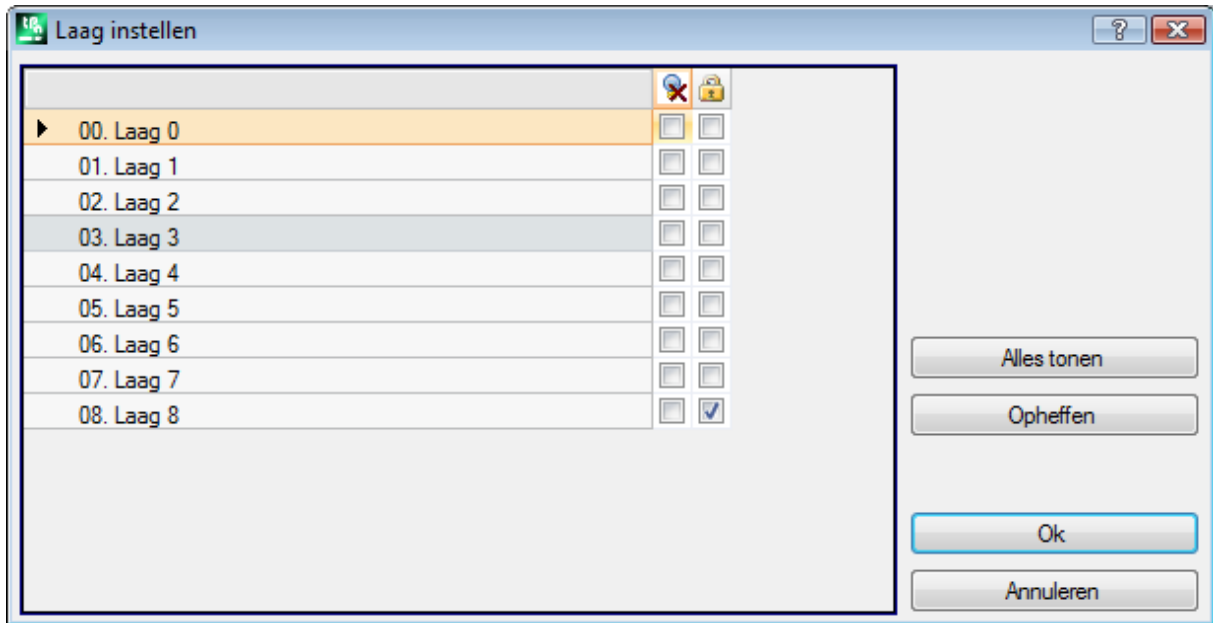 Laag instellen
00. Laag 0
01. Laag 1
02. Laag 2
03. Laag 3
04. Laag 4
05. Laag 5
06. Laag 6
07. Laag 7
08. Laag 8
Alles tonen
Opheffen
Ok
Annuleren